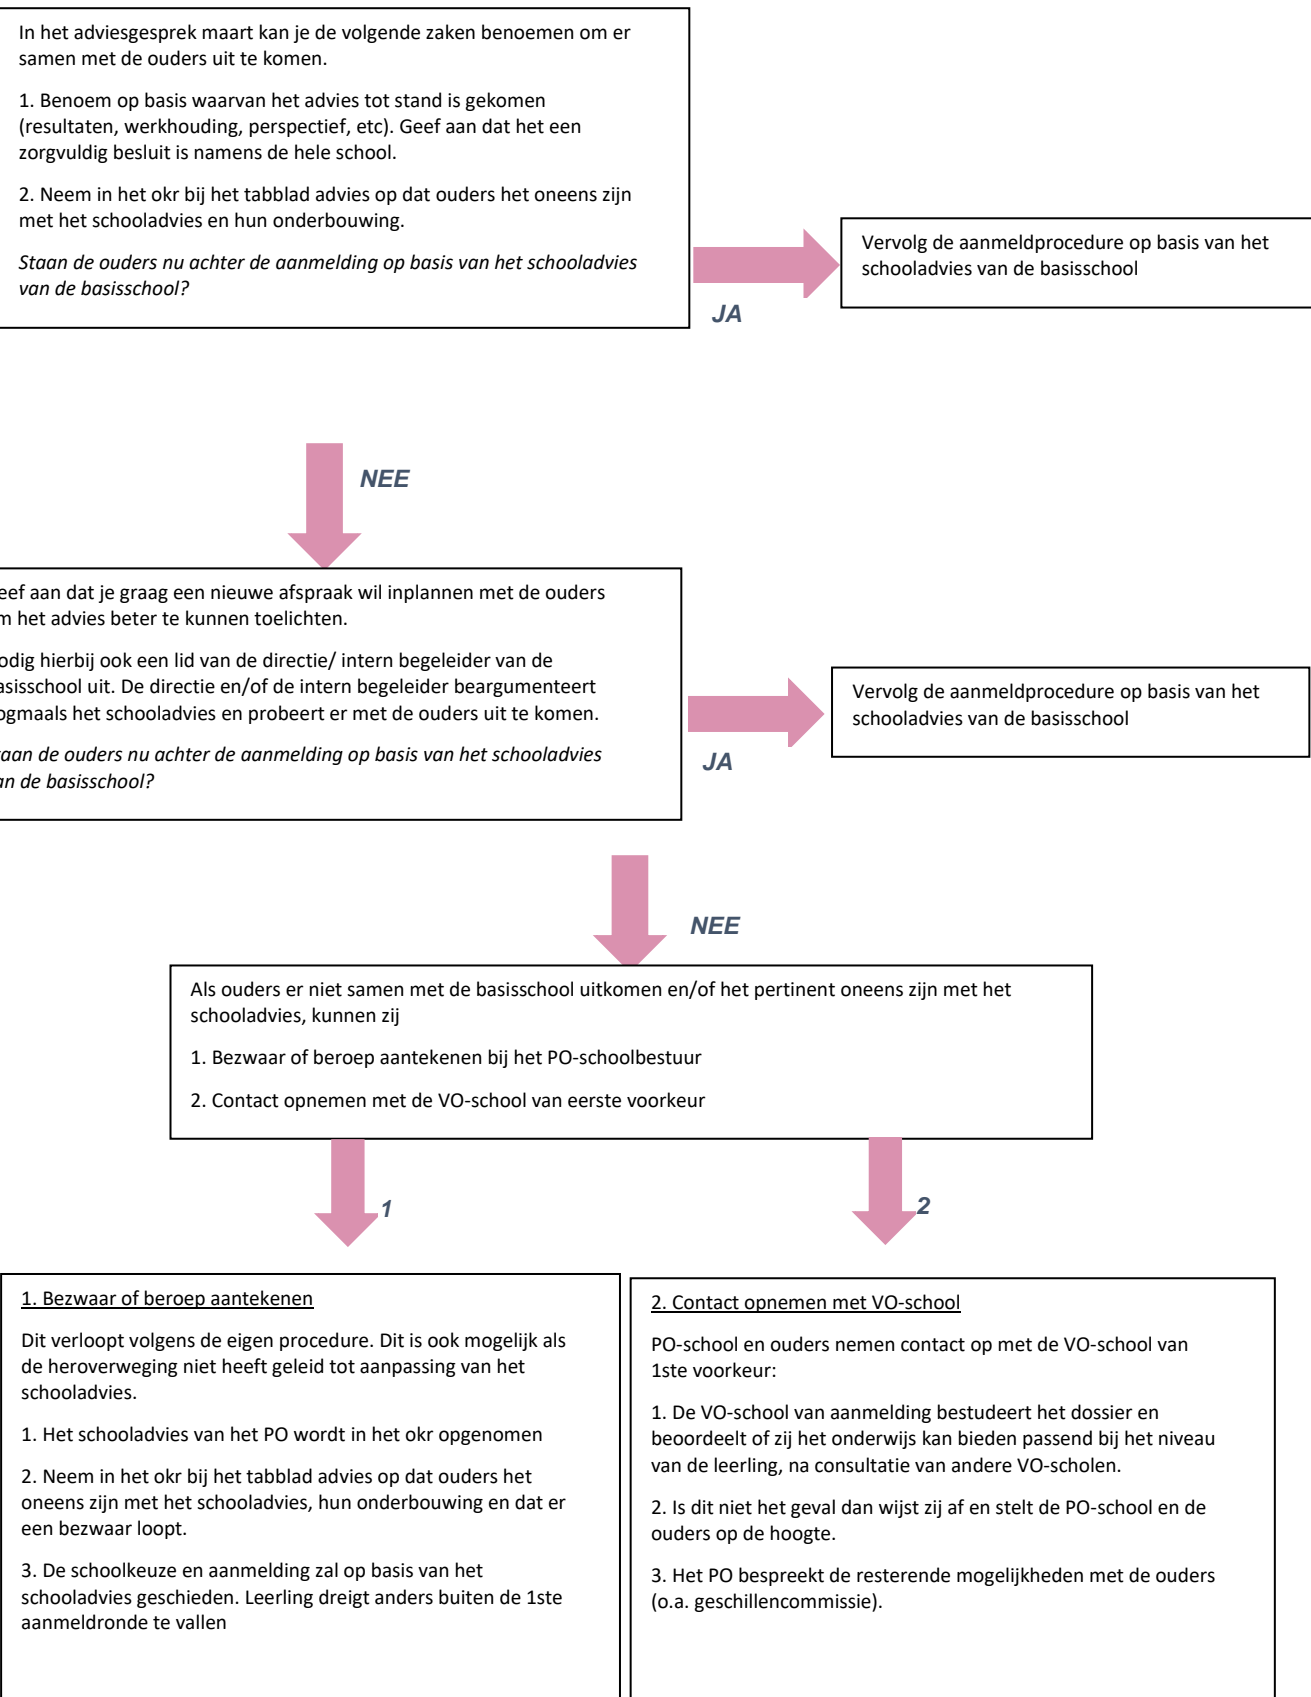 In het adviesgesprek maart kan je de volgende zaken benoemen om er
samen met de ouders uit te komen.
1. Benoem op basis waarvan het advies tot stand is gekomen
(resultaten, werkhouding, perspectief, etc). Geef aan dat het een
zorgvuldig besluit is namens de hele school.
2. Neem in het okr bij het tabblad advies op dat ouders het oneens zijn
met het schooladvies en hun onderbouwing.
Staan de ouders nu achter de aanmelding op basis van het schooladvies
van de basisschool?
JA
Vervolg de aanmeldprocedure op basis van het
schooladvies van de basisschool
NEE
eef aan dat je graag een nieuwe afspraak wil inplannen met de ouders
m het advies beter te kunnen toelichten.
odig hierbij ook een lid van de directie/ intern begeleider van de
asisschool uit. De directie en/of de intern begeleider beargumenteert
ogmaals het schooladvies en probeert er met de ouders uit te komen.
taan de ouders nu achter de aanmelding op basis van het schooladvies
an de basisschool?
JA
Vervolg de aanmeldprocedure op basis van het
schooladvies van de basisschool
NEE
Als ouders er niet samen met de basisschool uitkomen en/of het pertinent oneens zijn met het
schooladvies, kunnen zij
1. Bezwaar of beroep aantekenen bij het PO-schoolbestuur
2. Contact opnemen met de VO-school van eerste voorkeur
1
2
1. Bezwaar of beroep aantekenen
Dit verloopt volgens de eigen procedure. Dit is ook mogelijk als
de heroverweging niet heeft geleid tot aanpassing van het
schooladvies.
1. Het schooladvies van het PO wordt in het okr opgenomen
2. Neem in het okr bij het tabblad advies op dat ouders het
oneens zijn met het schooladvies, hun onderbouwing en dat er
een bezwaar loopt.
3. De schoolkeuze en aanmelding zal op basis van het
schooladvies geschieden. Leerling dreigt anders buiten de 1ste
aanmeldronde te vallen
2. Contact opnemen met VO-school
PO-school en ouders nemen contact op met de VO-school van
1ste voorkeur:
1. De VO-school van aanmelding bestudeert het dossier en
beoordeelt of zij het onderwijs kan bieden passend bij het niveau
van de leerling, na consultatie van andere VO-scholen.
2. Is dit niet het geval dan wijst zij af en stelt de PO-school en de
ouders op de hoogte.
3. Het PO bespreekt de resterende mogelijkheden met de ouders
(o.a. geschillencommissie).